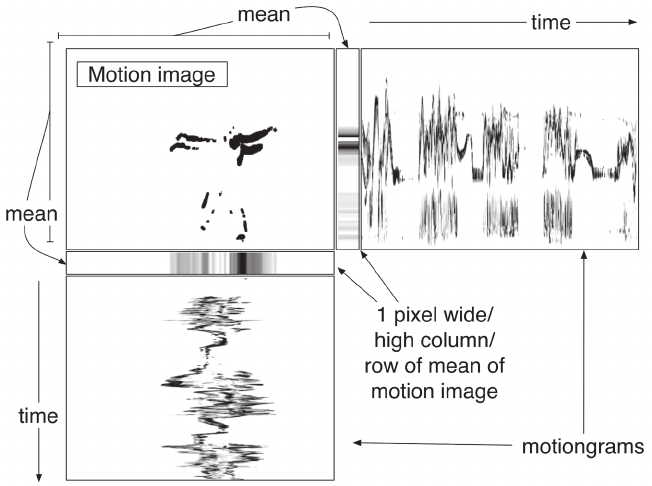 mean
time
Motion image
mean
1 pixel wide/
high column/
row of mean of
motion image
time
motiongrams